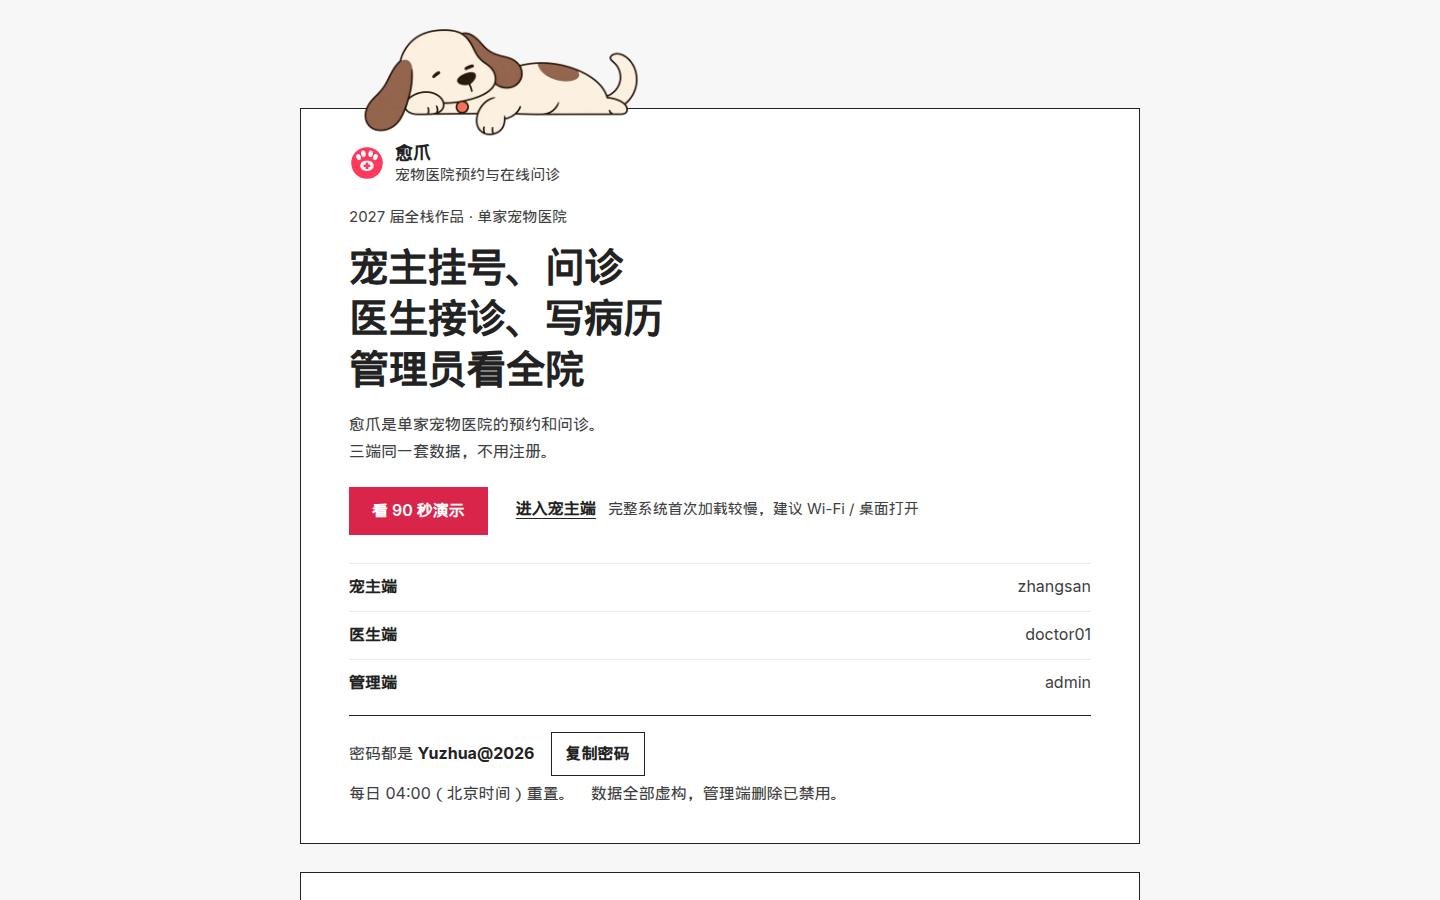 愈爪
宠物医院预约与在线问诊
2027 届全栈作品 · 单家宠物医院
宠主挂号、问诊
医生接诊、写病历
管理员看全院
愈爪是单家宠物医院的预约和问诊。
三端同一套数据，不用注册。
看 90 秒演示
进入宠主端 完整系统首次加载较慢，建议 Wi-Fi / 桌面打开
宠主端 zhangsan
医生端 doctor01
管理端 admin
密码都是 Yuzhua@2026 复制密码
每日 04:00（北京时间）重置。 数据全部虚构，管理端删除已禁用。